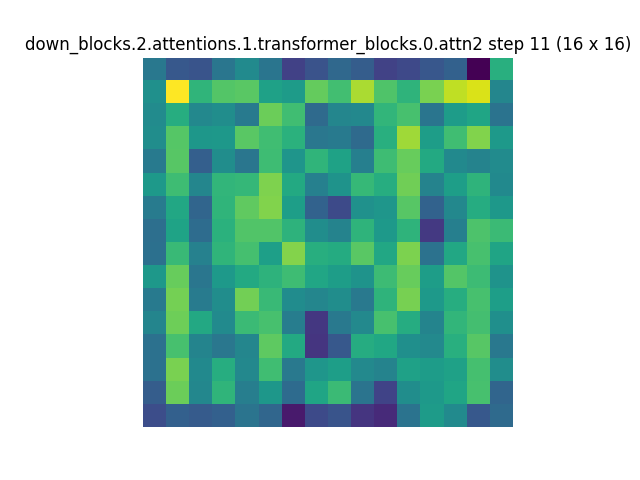 down_blocks.2.attentions.1.transformer_blocks.0.attn2 step 11 (16 x 16)